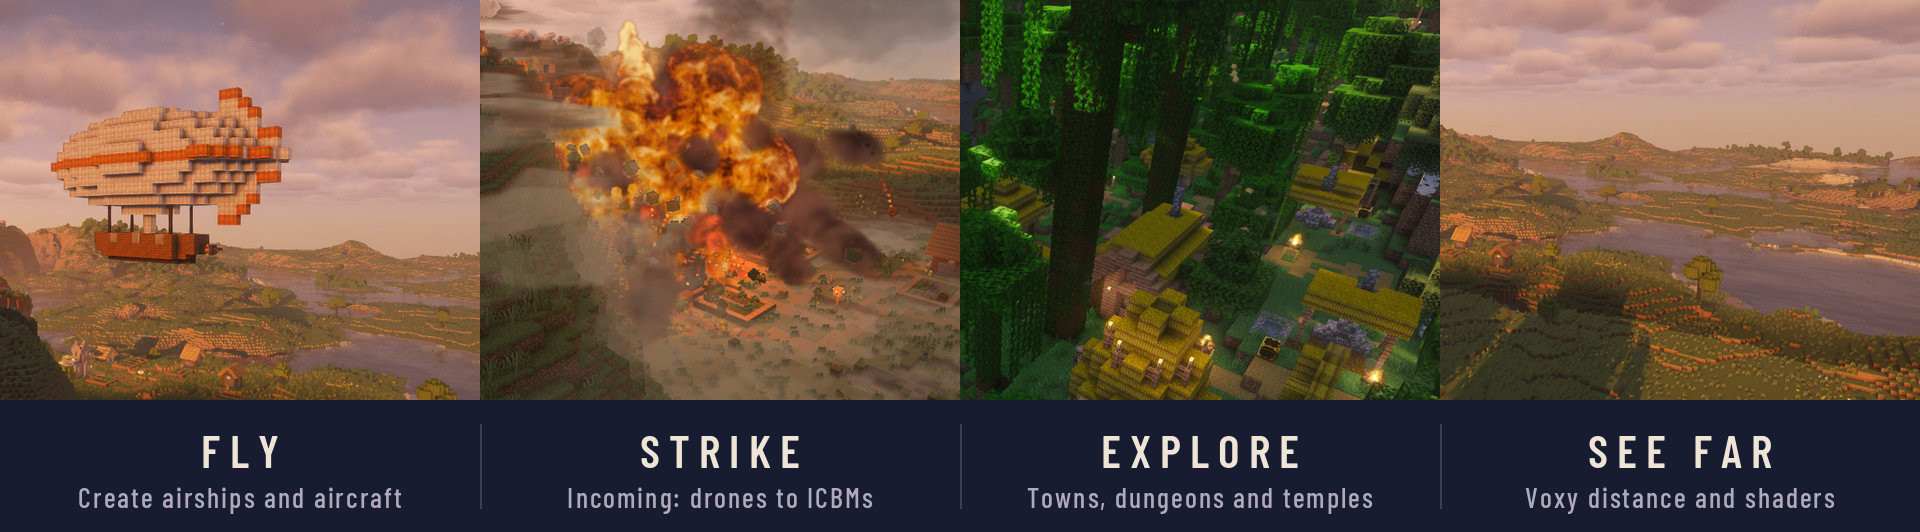 FLY
Create airships and aircraft
STRIKE
Incoming: drones to ICBMs
EXPLORE
Towns, dungeons and temples
SEE FAR
Voxy distance and shaders